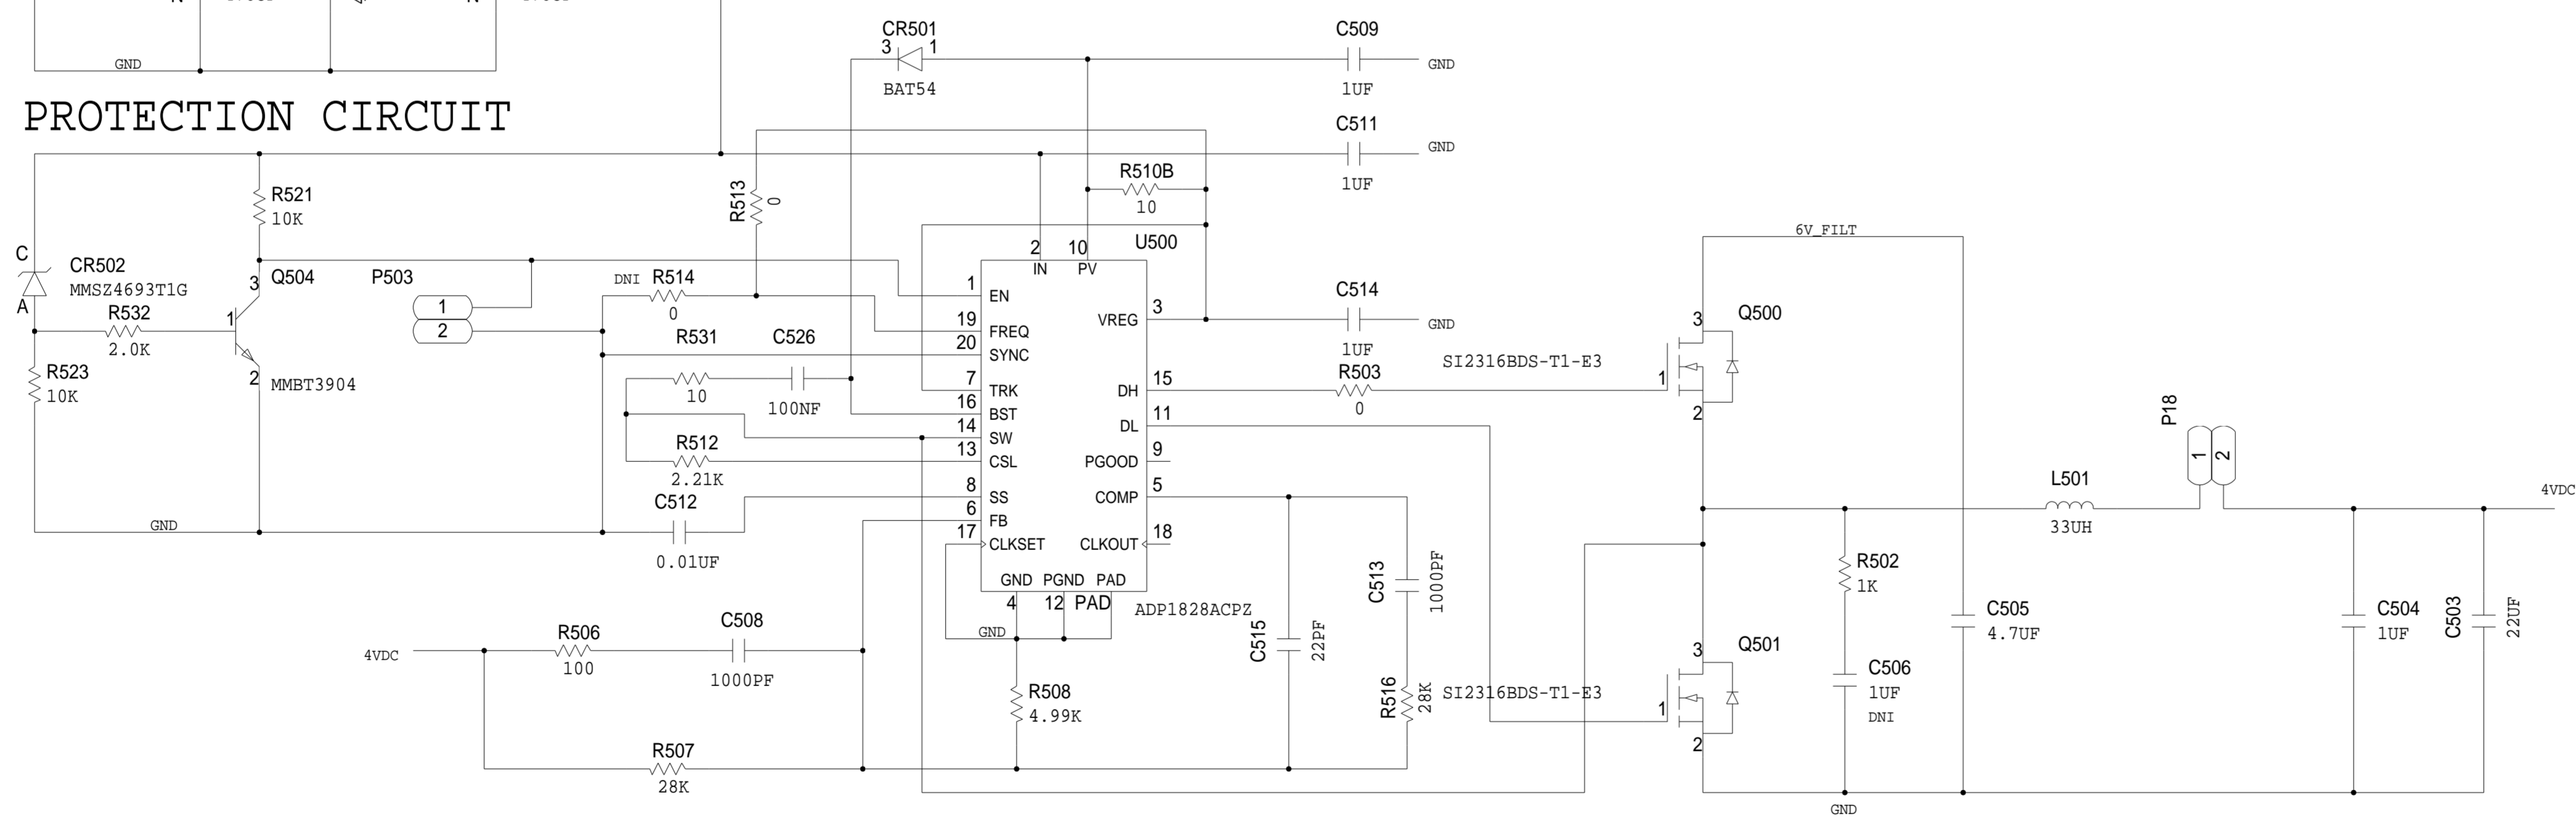 GND
PROTECTION CIRCUIT
CR501
3 1
BAT54
C509
GND
1UF
C511
GND
1UF
R521
10K
R513
0
R510B
10
C
CR502
MMSZ4693T1G
A
R532
2.0K
R523
10K
3
Q504
1
2
MMBT3904
P503
1
2
DNI
R514
0
R531
10
C526
100NF
R512
2.21K
C512
0.01UF
GND
U500
2 10
IN PV
1 EN
19 FREQ
20 SYNC
7 TRK
16 BST
14 SW
13 CSL
8 SS
6 FB
17 CLKSET
VREG 3
DH 15
DL 11
PGOOD 9
COMP 5
CLKOUT 18
GND PGND PAD
4 12 PAD
GND
ADP1828ACPZ
C514
GND
1UF
R503
0
SI2316BDS-T1-E3
6V_FILT
3
Q500
1
2
P18
1
2
L501
33UH
4VDC
R502
1K
C506
1UF
DNI
C505
4.7UF
C504
1UF
C503
22UF
C513
1000PF
C515
22PF
R516
28K
SI2316BDS-T1-E3
3
Q501
1
2
GND
4VDC
R506
100
C508
1000PF
R508
4.99K
R507
28K